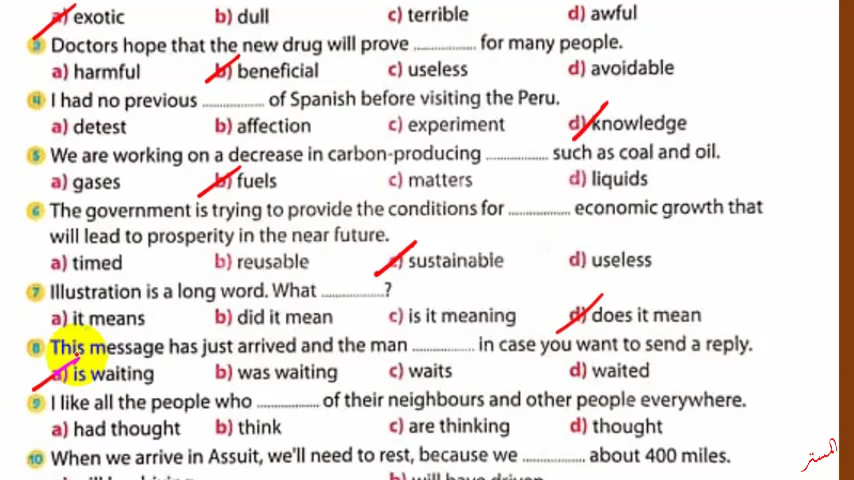 a) exotic b) dull c) terrible d) awful
3 Doctors hope that the new drug will prove ............ for many people.
a) harmful b) beneficial c) useless d) avoidable
4 I had no previous ............ of Spanish before visiting the Peru.
a) detest b) affection c) experiment d) knowledge
5 We are working on a decrease in carbon-producing ............ such as coal and oil.
a) gases b) fuels c) matters d) liquids
6 The government is trying to provide the conditions for ............ economic growth that
will lead to prosperity in the near future.
a) timed b) reusable c) sustainable d) useless
7 Illustration is a long word. What ............?
a) it means b) did it mean c) is it meaning d) does it mean
8 This message has just arrived and the man ............ in case you want to send a reply.
a) is waiting b) was waiting c) waits d) waited
9 I like all the people who ............ of their neighbours and other people everywhere.
a) had thought b) think c) are thinking d) thought
10 When we arrive in Assuit, we'll need to rest, because we ............ about 400 miles.
b) will have driven
المستر